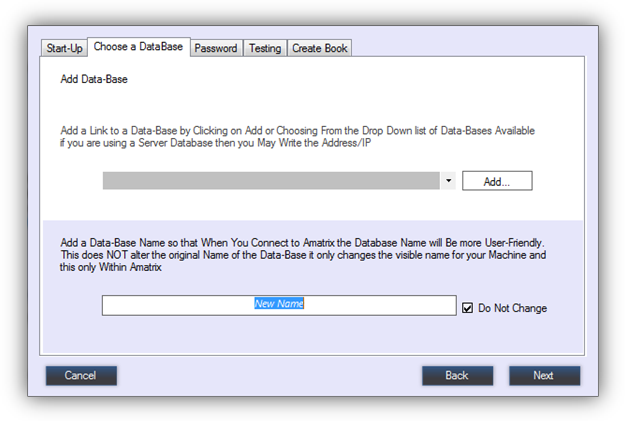 Start-Up Choose a DataBase Password Testing Create Book
Add Data-Base
Add a Link to a Data-Base by Clicking on Add or Choosing From the Drop Down list of Data-Bases Available
if you are using a Server Database then you May Write the Address/IP
Add...
Add a Data-Base Name so that When You Connect to Amatrix the Database Name will Be more User-Friendly.
This does NOT alter the original Name of the Data-Base it only changes the visible name for your Machine and
this only Within Amatrix
New Name Do Not Change
Cancel Back Next